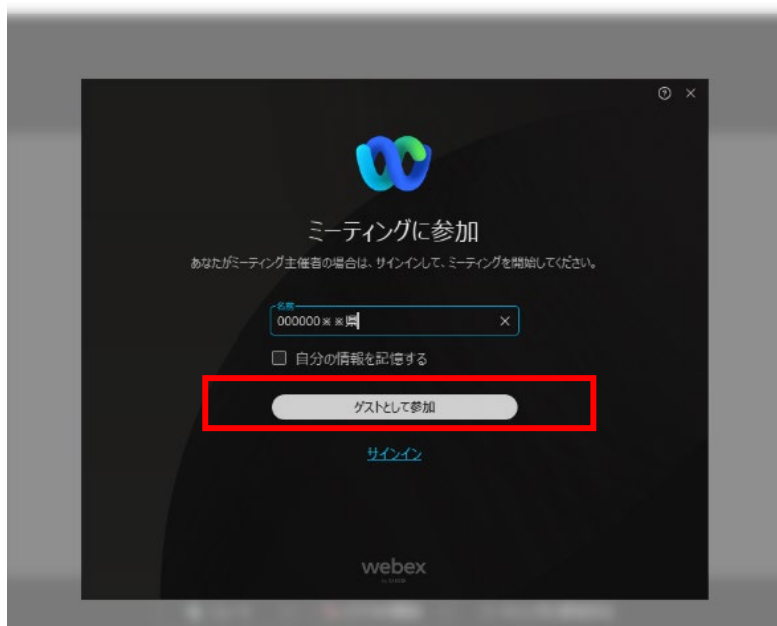 ミーティングに参加
あなたがミーティング主催者の場合は、サインインして、ミーティングを開始してください。
名前
000000※※県
自分の情報を記憶する
ゲストとして参加
サインイン
webex